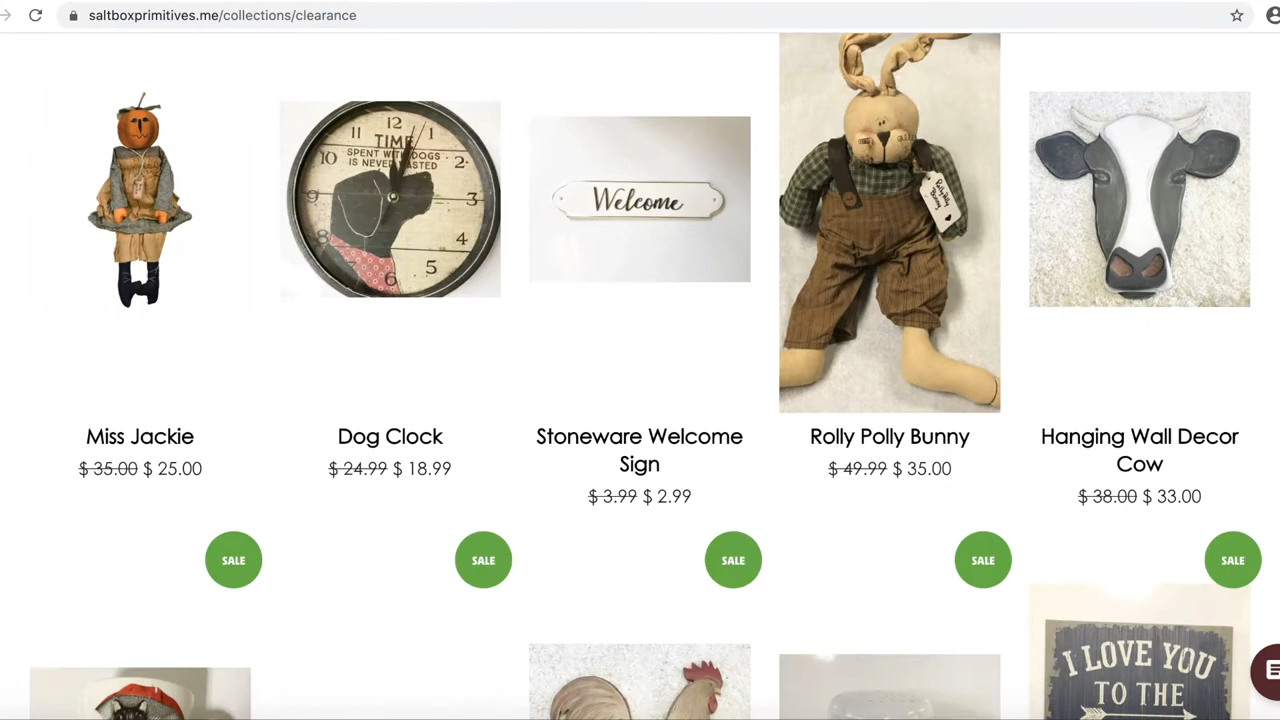 saltboxprimitives.me/collections/clearance
12
11 1
TIME
10 SPENT WITH DOGS 2
IS NEVER WASTED
9 3
8 4
5
6
Welcome
Rolly Polly
Bunny
Miss Jackie
$ 35.00 $ 25.00
Dog Clock
$ 24.99 $ 18.99
Stoneware Welcome
Sign
$ 3.99 $ 2.99
Rolly Polly Bunny
$ 49.99 $ 35.00
Hanging Wall Decor
Cow
$ 38.00 $ 33.00
SALE
SALE
SALE
SALE
SALE
I LOVE YOU
TO THE